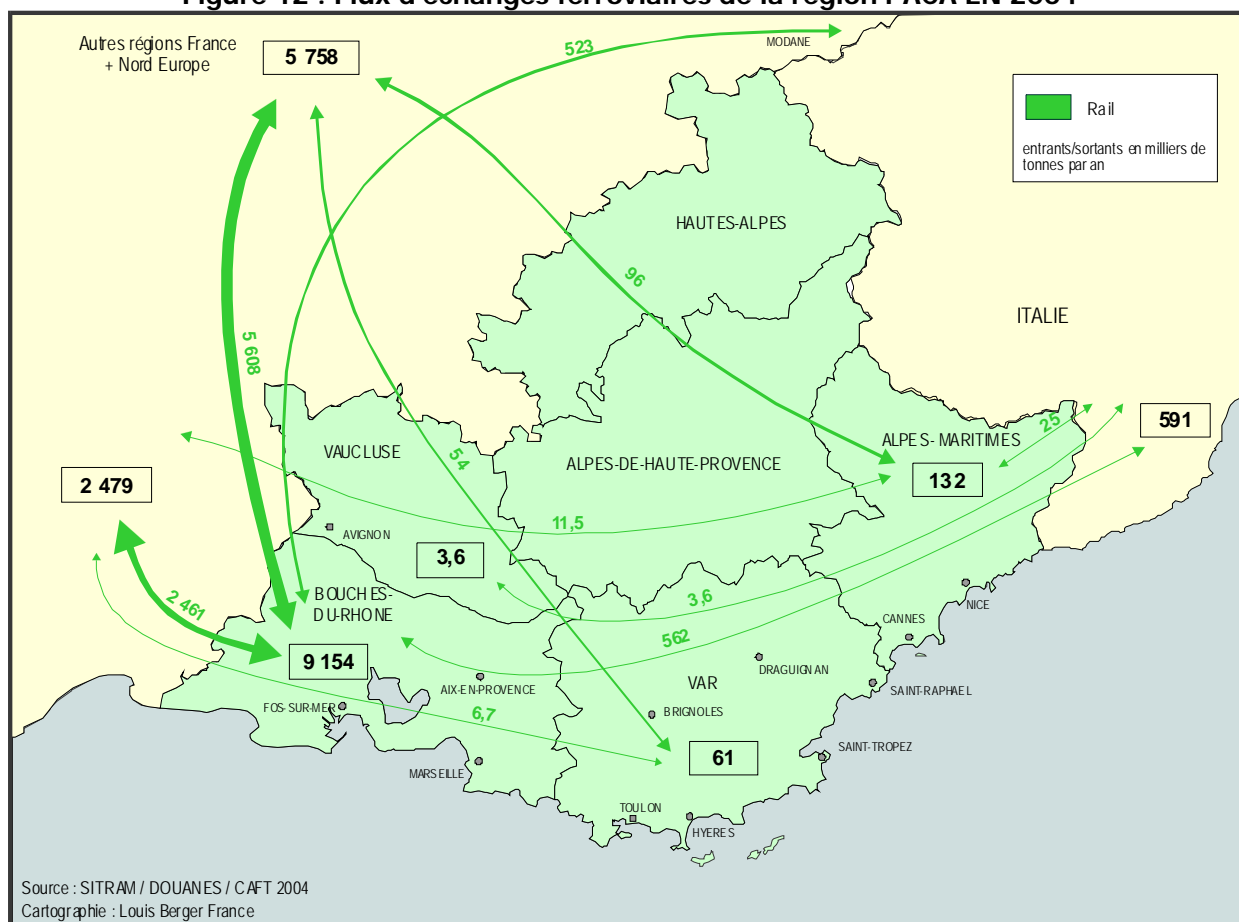 Autres régions France
+ Nord Europe
5 758
523
MODANE
Rail
entrants/sortants en milliers de
tonnes par an
HAUTES-ALPES
96
ITALIE
5 608
591
25
VAUCLUSE
54
ALPES-MARITIMES
ALPES-DE-HAUTE-PROVENCE
132
2 479
11,5
AVIGNON
3,6
3,6
NICE
2 461
BOUCHES-
DU-RHONE
562
CANNES
9 154
DRAGUIGNAN
VAR
AIX-EN-PROVENCE
SAINT-RAPHAEL
FOS-SUR-MER
6,7
BRIGNOLES
61
SAINT-TROPEZ
MARSEILLE
TOULON
HYERES
Source : SITRAM / DOUANES / CAFT 2004
Cartographie : Louis Berger France